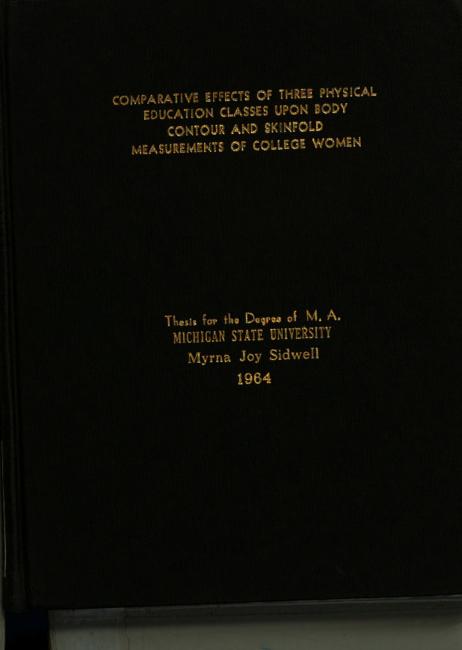 COMPARATIVE EFFECTS OF THREE PHYSICAL
EDUCATION CLASSES UPON BODY
CONTOUR AND SKINFOLD
MEASUREMENTS OF COLLEGE WOMEN
Thesis for the Degree of M. A.
MICHIGAN STATE UNIVERSITY
Myrna Joy Sidwell
1964